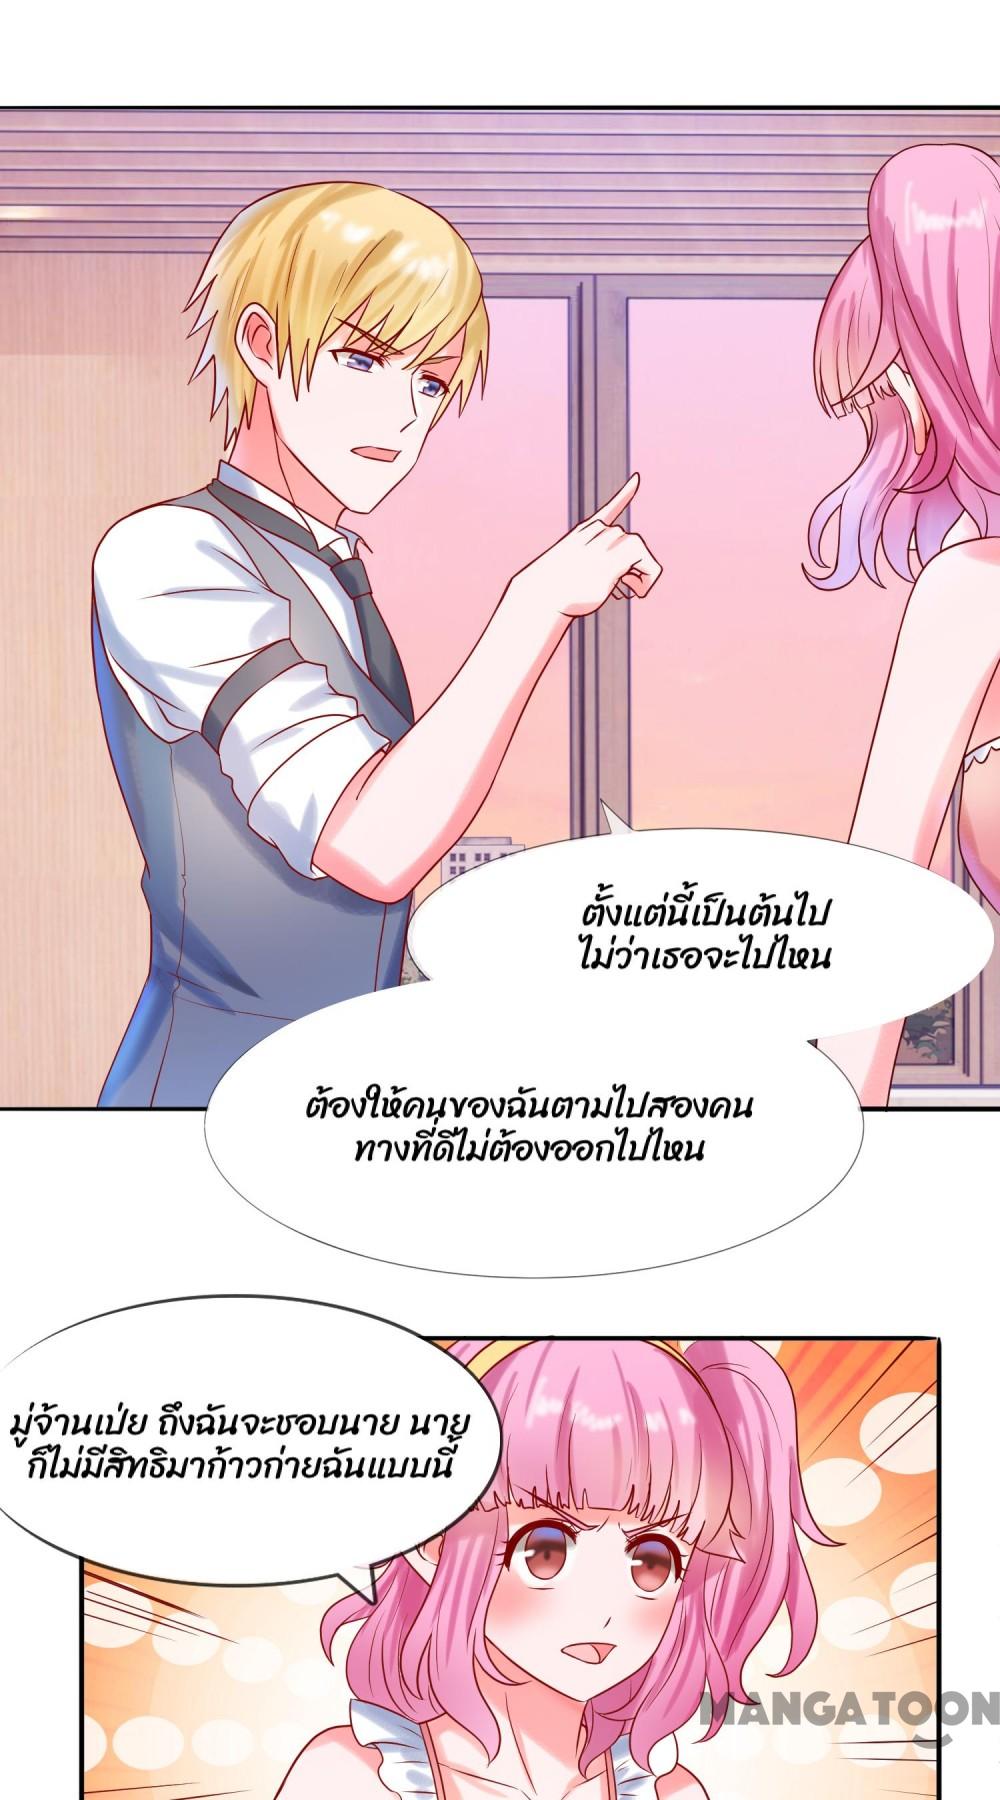 ตั้งแต่นี้เป็นต้นไป
ไม่ว่าเธอจะไปไหน
ต้องให้คนของฉันตามไปสองคน
ทางที่ดีไม่ต้องออกไปไหน
มู่จ้านเป่ย ถึงฉันจะชอบนาย นาย
ก็ไม่มีสิทธิมาก้าวก่ายฉันแบบนี้
MANGATOON